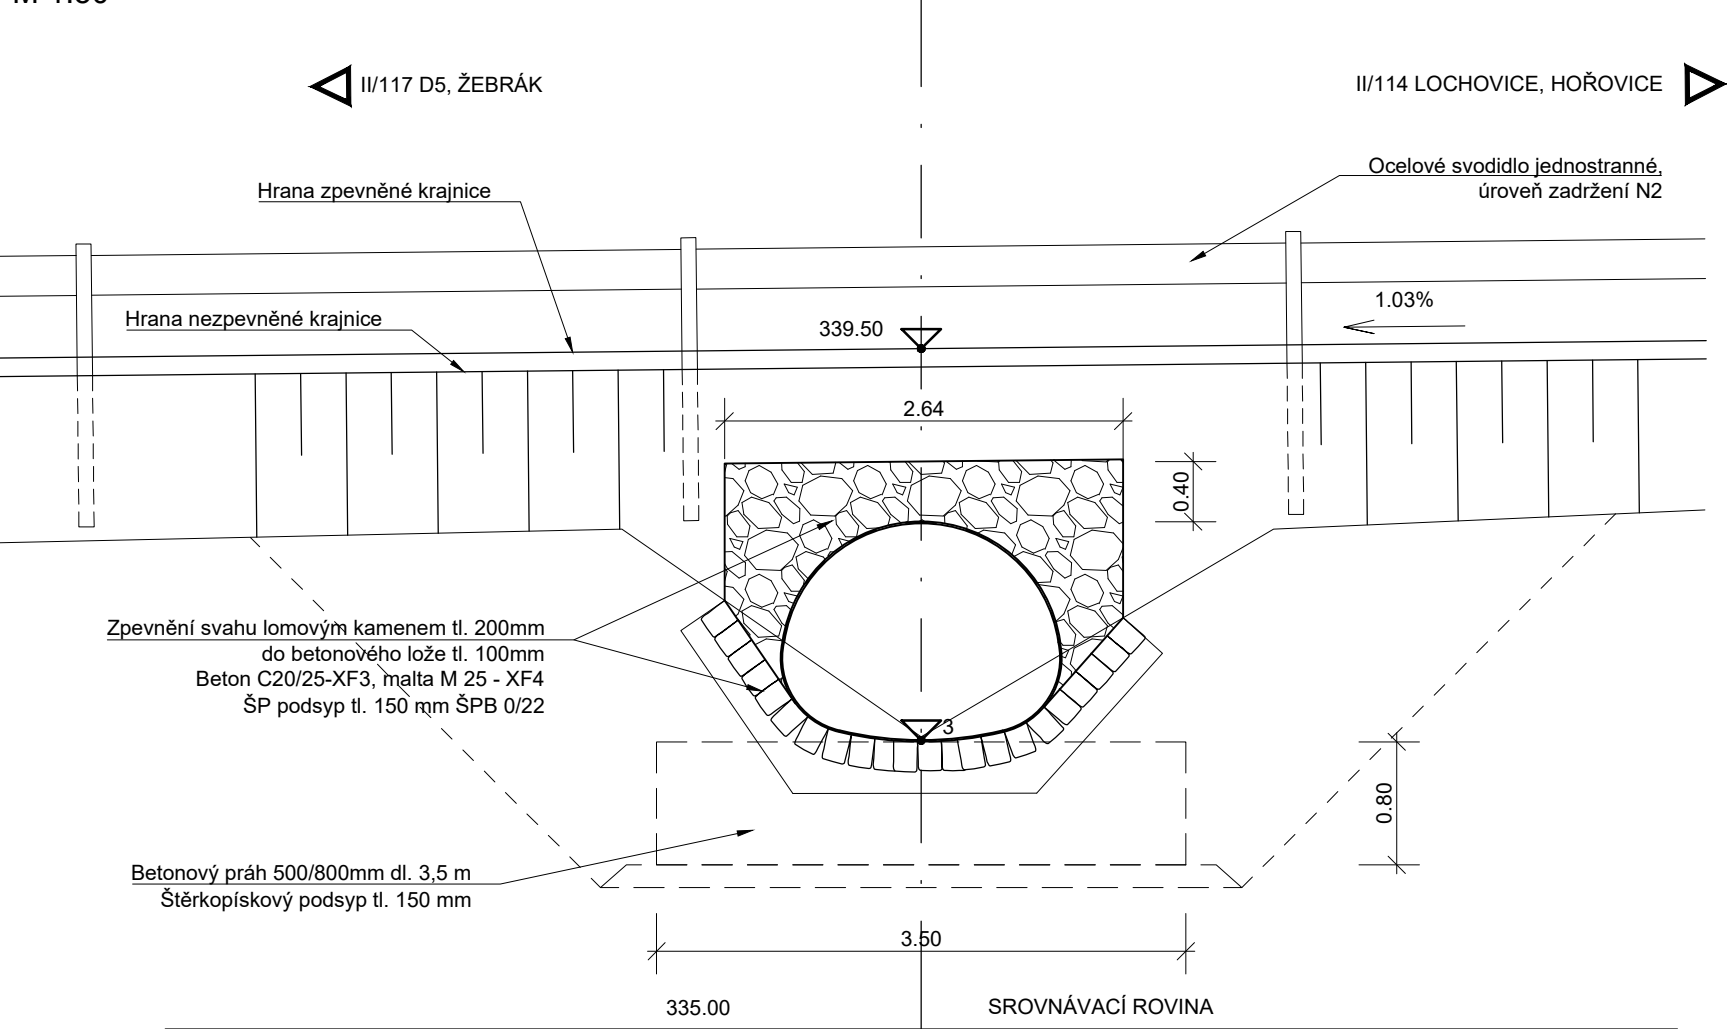 II/117 D5, ŽEBRÁK
II/114 LOCHOVICE, HOŘOVICE
Ocelové svodidlo jednostranné,
úroveň zadržení N2
Hrana zpevněné krajnice
1.03%
Hrana nezpevněné krajnice
339.50
2.64
0.40
Zpevnění svahu lomovým kamenem tl. 200mm
do betonového lože tl. 100mm
Beton C20/25-XF3, malta M 25 - XF4
ŠP podsyp tl. 150 mm ŠPB 0/22
3
0.80
Betonový práh 500/800mm dl. 3,5 m
Štěrkopískový podsyp tl. 150 mm
3.50
335.00
SROVNÁVACÍ ROVINA